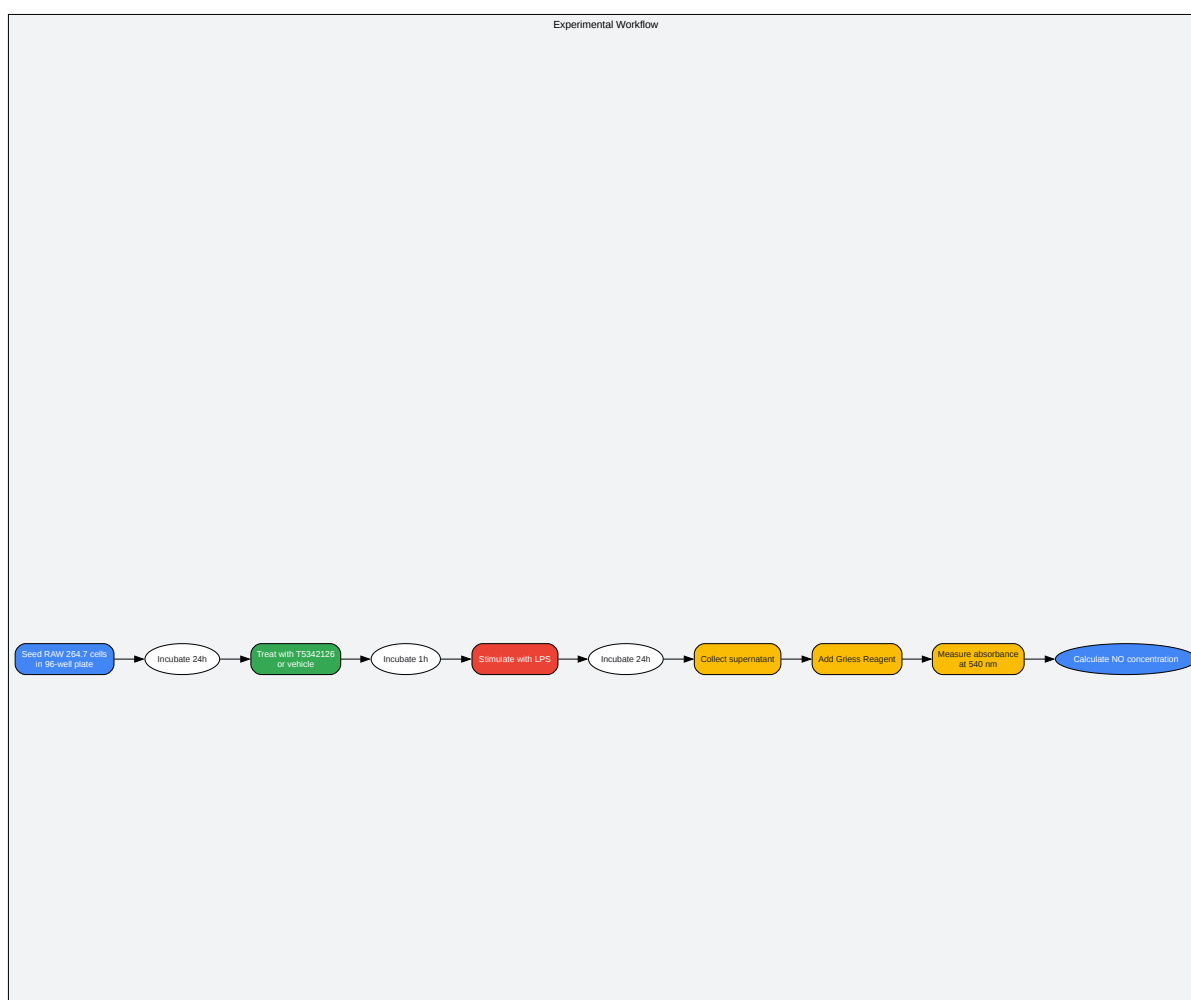 Experimental Workflow
Seed RAW 264.7 cells
in 96-well plate
Incubate 24h
Treat with T5342126
or vehicle
Incubate 1h
Stimulate with LPS
Incubate 24h
Collect supernatant
Add Griess Reagent
Measure absorbance
at 540 nm
Calculate NO concentration